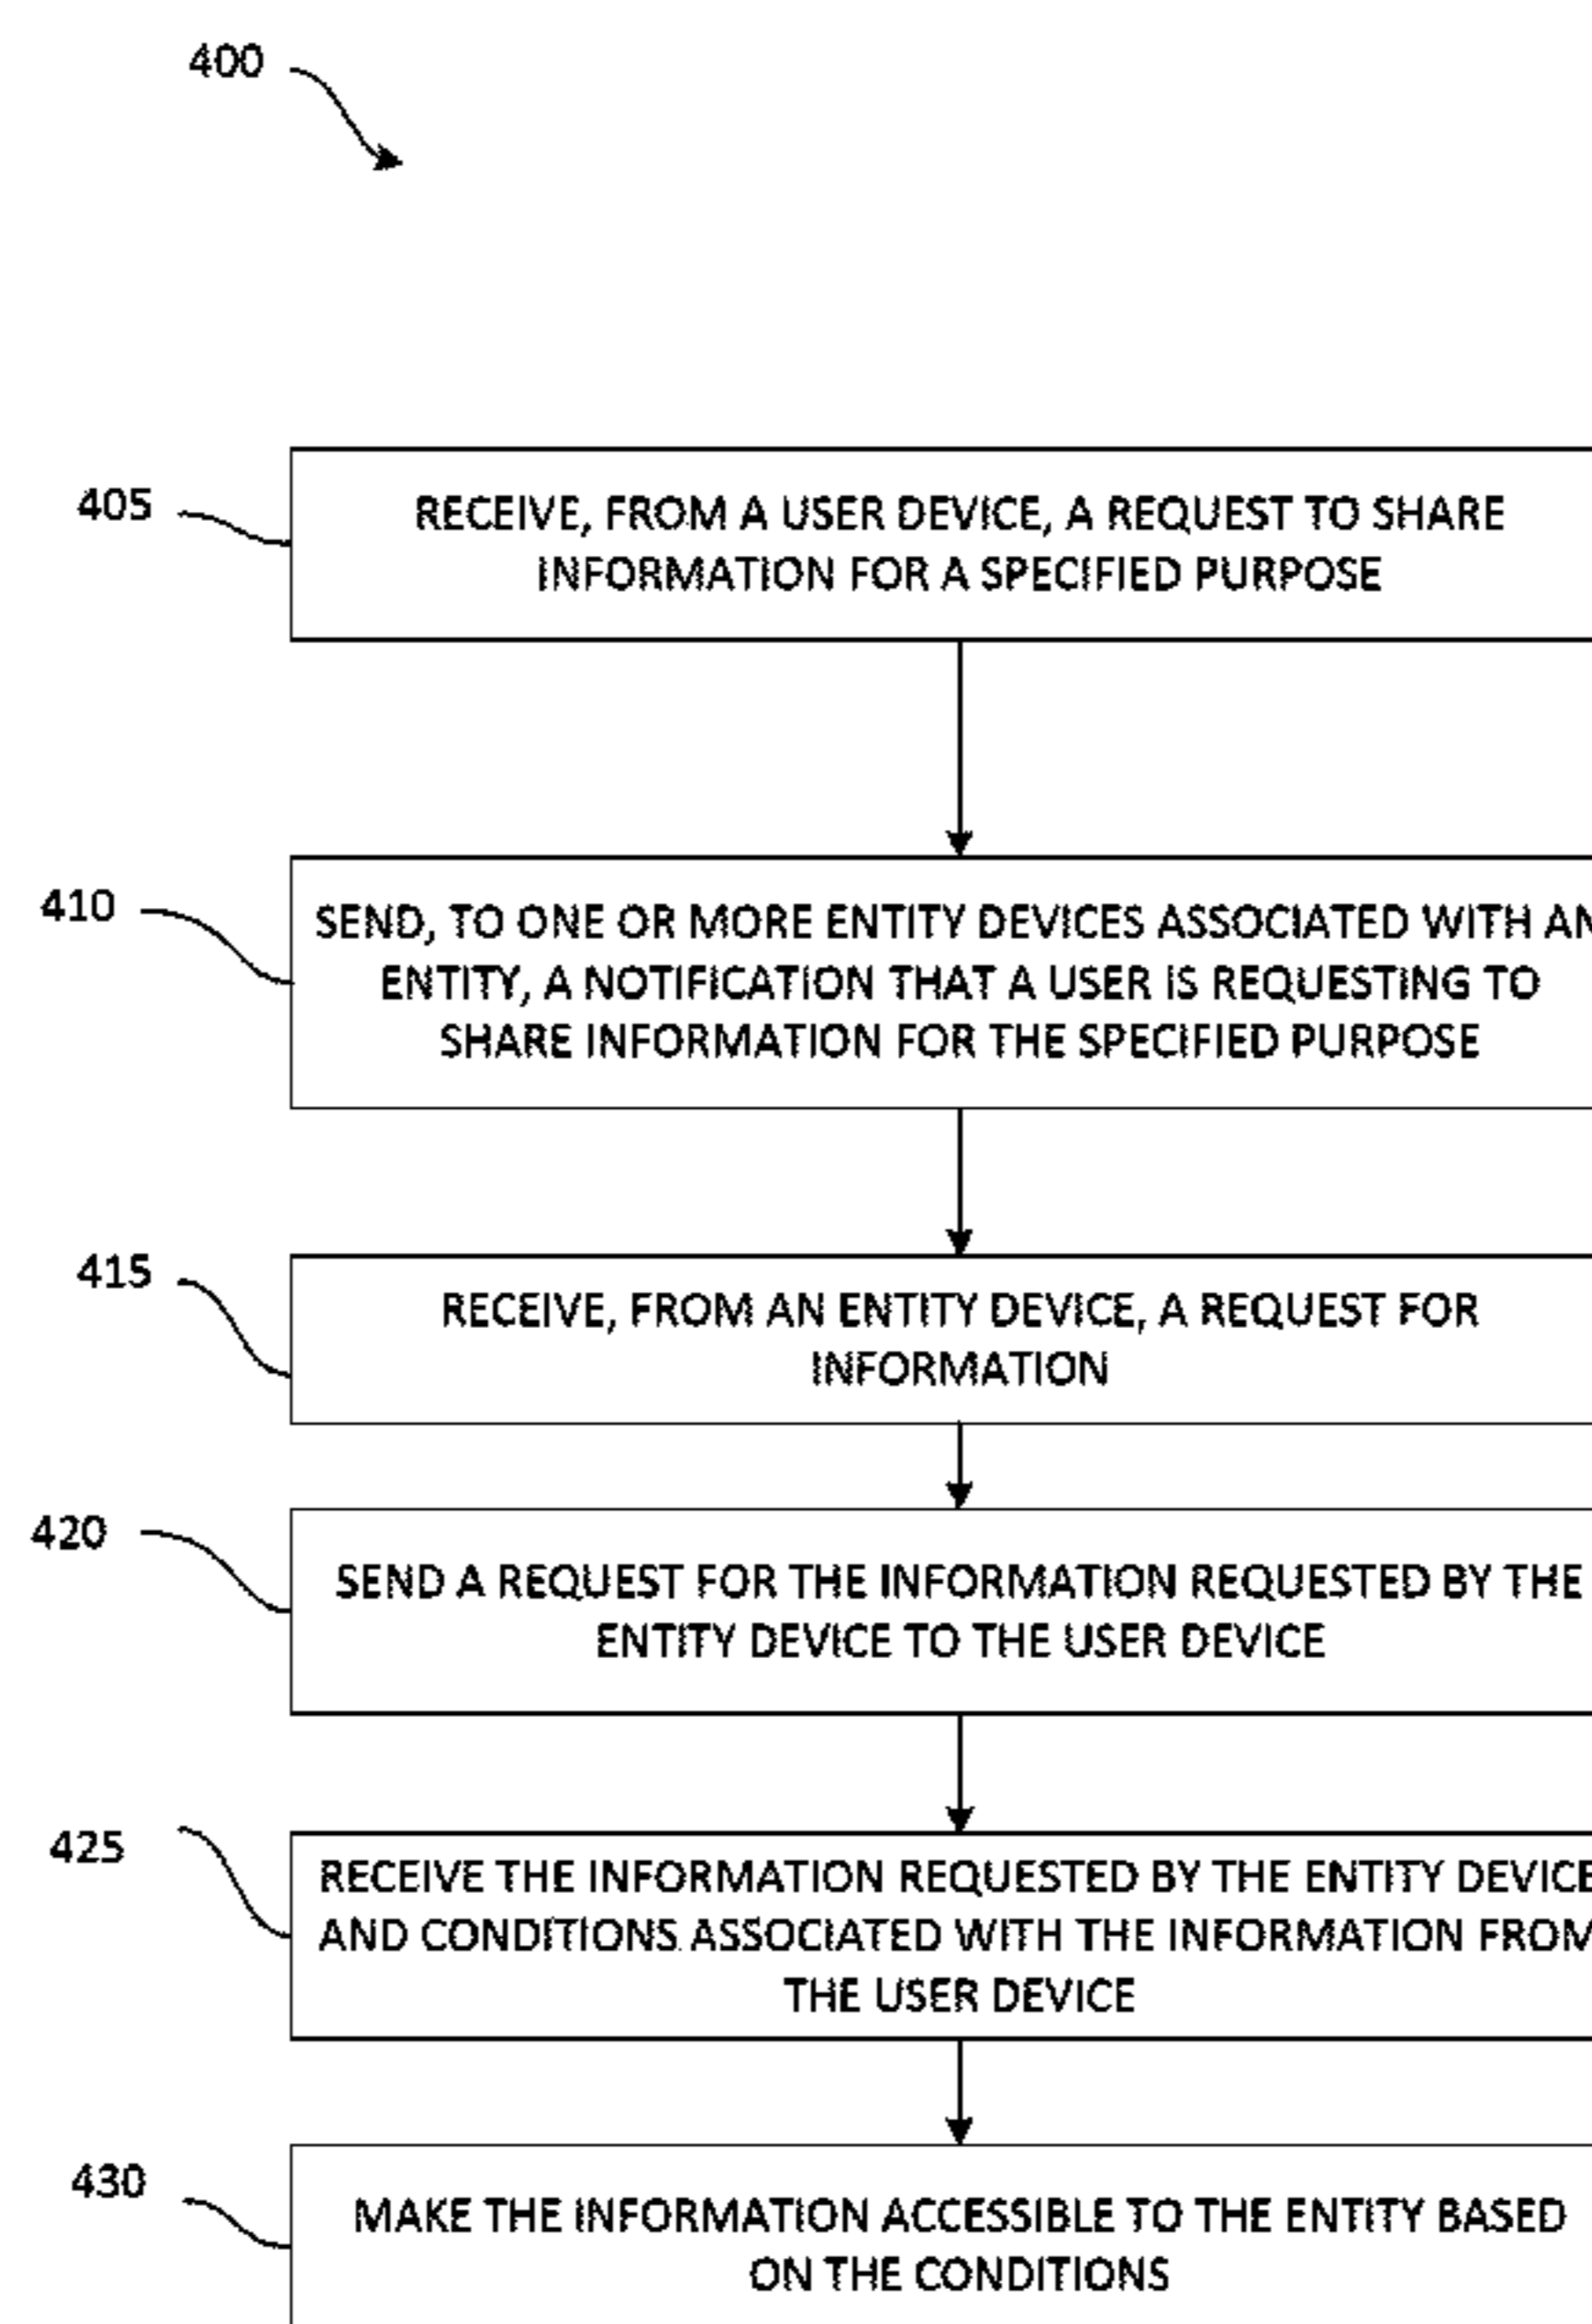 400
405
RECEIVE, FROM A USER DEVICE, A REQUEST TO SHARE
INFORMATION FOR A SPECIFIED PURPOSE
410
SEND, TO ONE OR MORE ENTITY DEVICES ASSOCIATED WITH AN
ENTITY, A NOTIFICATION THAT A USER IS REQUESTING TO
SHARE INFORMATION FOR THE SPECIFIED PURPOSE
415
RECEIVE, FROM AN ENTITY DEVICE, A REQUEST FOR
INFORMATION
420
SEND A REQUEST FOR THE INFORMATION REQUESTED BY THE
ENTITY DEVICE TO THE USER DEVICE
425
RECEIVE THE INFORMATION REQUESTED BY THE ENTITY DEVICE
AND CONDITIONS ASSOCIATED WITH THE INFORMATION FROM
THE USER DEVICE
430
MAKE THE INFORMATION ACCESSIBLE TO THE ENTITY BASED
ON THE CONDITIONS